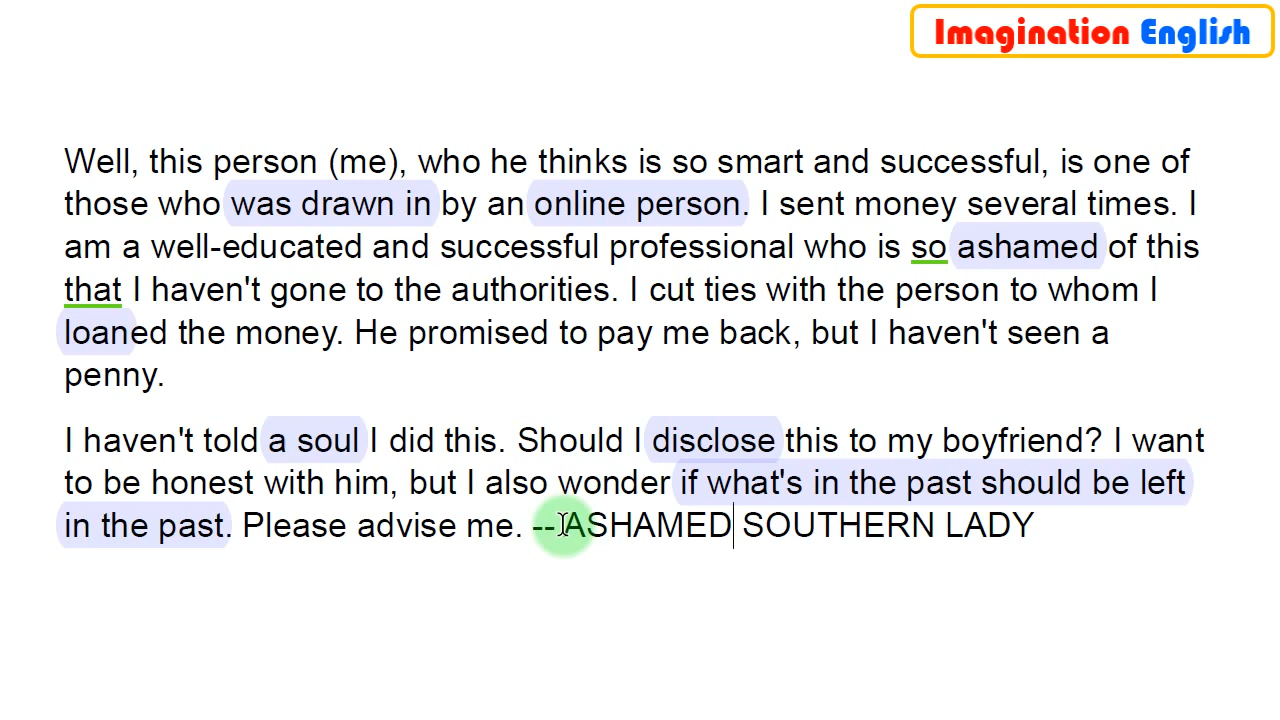 Imagination English
Well, this person (me), who he thinks is so smart and successful, is one of
those who was drawn in by an online person. I sent money several times. I
am a well-educated and successful professional who is so ashamed of this
that I haven't gone to the authorities. I cut ties with the person to whom I
loaned the money. He promised to pay me back, but I haven't seen a
penny.
I haven't told a soul I did this. Should I disclose this to my boyfriend? I want
to be honest with him, but I also wonder if what's in the past should be left
in the past. Please advise me. -- ASHAMED SOUTHERN LADY